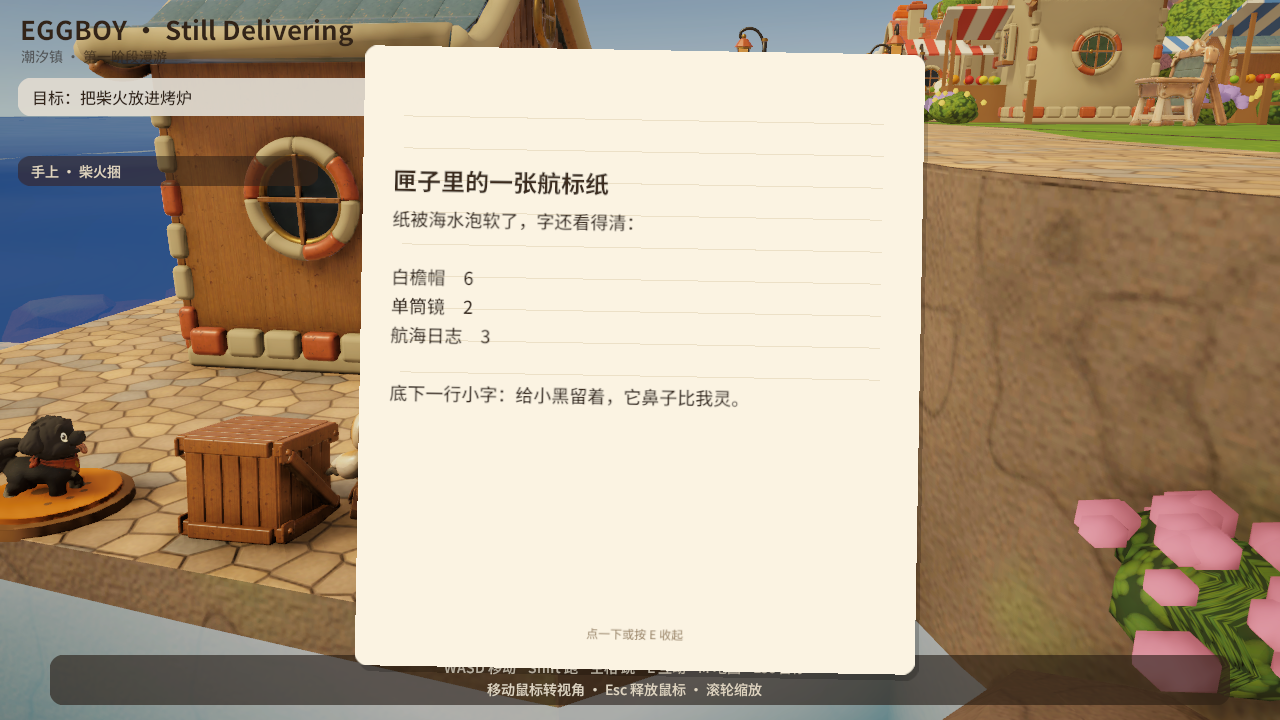 EGGBOY · Still Delivering
潮汐镇 · 第一阶段漫游
目标：把柴火放进烤炉
手上 · 柴火捆
匣子里的一张航标纸
纸被海水泡软了，字还看得清：
白檐帽 6
单筒镜 2
航海日志 3
底下一行小字：给小黑留着，它鼻子比我灵。
点一下或按 E 收起
WASD 移动
移动鼠标转视角 · Esc 释放鼠标 · 滚轮缩放